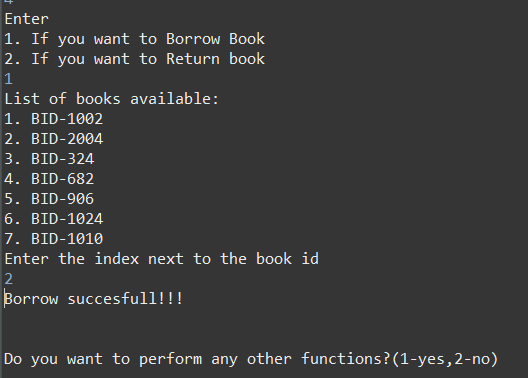 4
Enter
1. If you want to Borrow Book
2. If you want to Return book
1
List of books available:
1. BID-1002
2. BID-2004
3. BID-324
4. BID-682
5. BID-906
6. BID-1024
7. BID-1010
Enter the index next to the book id
2
Borrow succesfull!!!
Do you want to perform any other functions?(1-yes,2-no)